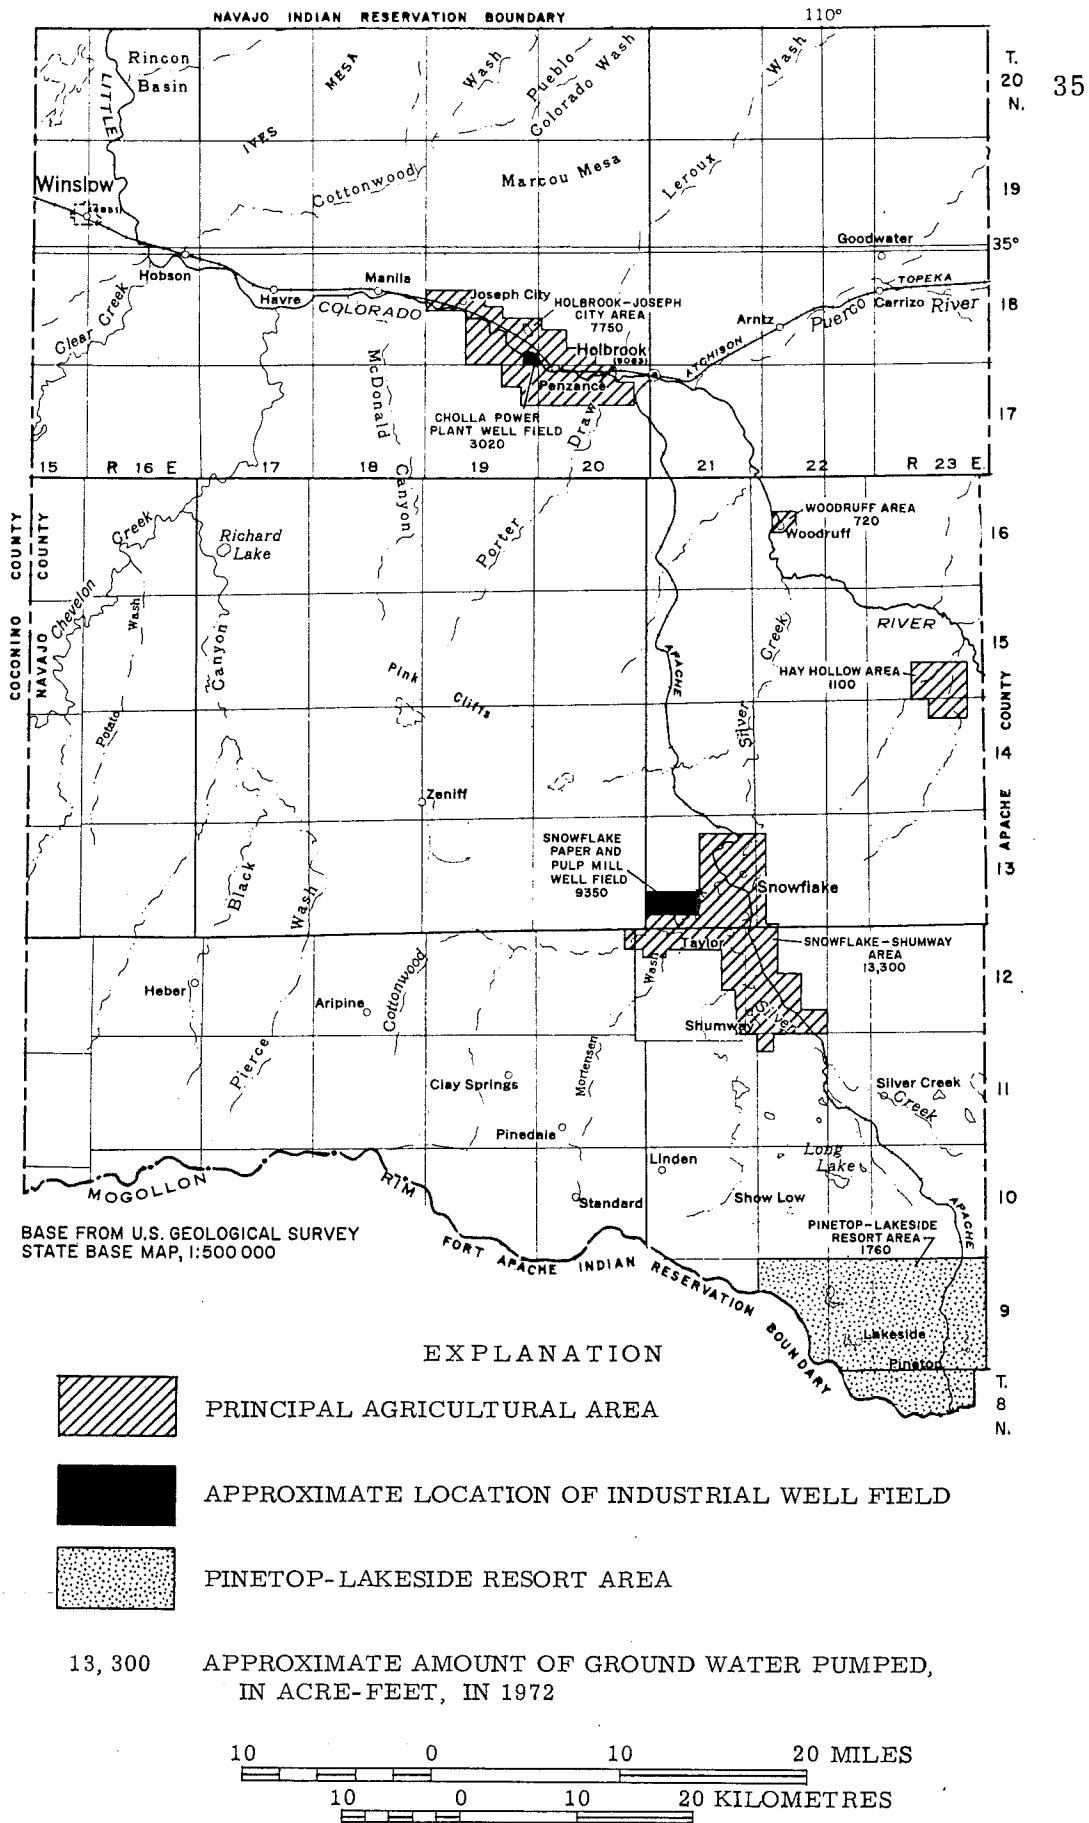 NAVAJO INDIAN RESERVATION BOUNDARY
110°
35
T.
20
N.
19
35°
18
17
Rincon
Basin
LITTLE
IVES
MESA
Wash
Pueblo
Colorado Wash
Wash
Cottonwood
Marcou Mesa
Leroux
Winslow
Hobson
Havre
Manila
COLORADO
Clear Creek
Joseph City
HOLBROOK-JOSEPH
CITY AREA
7750
Holbrook
(5083)
Penzance
CHOLLA POWER
PLANT WELL FIELD
3020
Goodwater
TOPEKA
Carrizo
Puerco River
Arntz
ATCHISON
McDonald
Canyon
Draw
Porter
15 R 16 E 17 18 19 20 21 22 R 23 E.
COCONINO COUNTY
NAVAJO COUNTY
Chevelon
Creek
Wash
Potato
Richard
Lake
Canyon
Pink
Cliffs
Zeniff
Black
Wash
WOODRUFF AREA
720
Woodruff
16
RIVER
15
APACHE
Creek
Silver
HAY HOLLOW AREA
1100
APACHE COUNTY
14
SNOWFLAKE
PAPER AND
PULP MILL
WELL FIELD
9350
Snowflake
13
Taylor
SNOWFLAKE-SHUMWAY
AREA
13,300
12
Wash
Shumway
Silver
Heber
Aripine
Cottonwood
Pierce
Clay Springs
Mortensen
Pinedale
Silver Creek
Creek
11
Linden
Long
Lake
Show Low
10
Standard
MOGOLLON
RIM
APACHE
PINETOP-LAKESIDE
RESORT AREA
1760
BASE FROM U.S. GEOLOGICAL SURVEY
STATE BASE MAP, 1:500 000
FORT APACHE INDIAN RESERVATION BOUNDARY
Lakeside
Pinetop
9
T.
8
N.
EXPLANATION
PRINCIPAL AGRICULTURAL AREA
APPROXIMATE LOCATION OF INDUSTRIAL WELL FIELD
PINETOP-LAKESIDE RESORT AREA
13, 300 APPROXIMATE AMOUNT OF GROUND WATER PUMPED,
IN ACRE-FEET, IN 1972
10 0 10 20 MILES
10 0 10 20 KILOMETRES